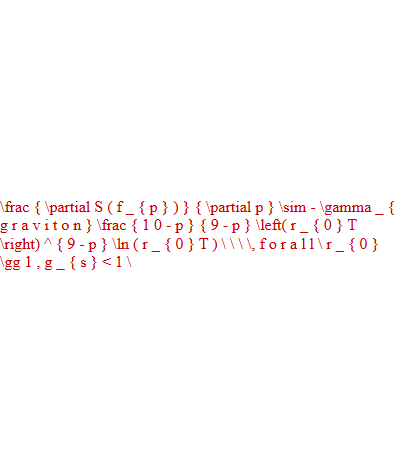 \frac { \partial S ( f _ { p } ) } { \partial p } \sim - \gamma _ {
g r a v i t o n } \frac { 1 0 - p } { 9 - p } \left( r _ { 0 } T
\right) ^ { 9 - p } \ln ( r _ { 0 } T ) \ \ \ \, f o r a l l \ r _ { 0 }
\gg 1 , g _ { s } < 1 \